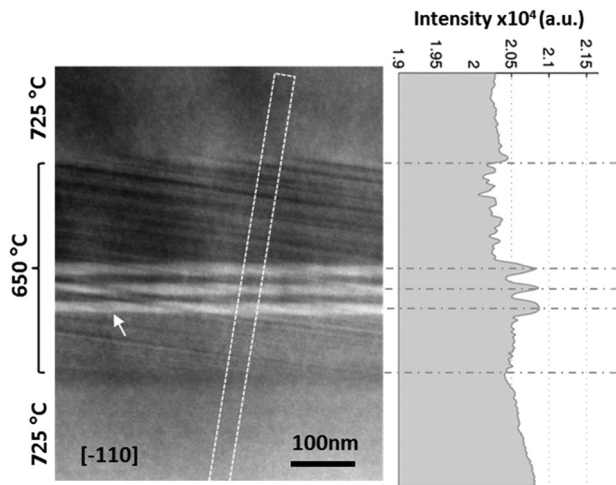 Intensity x10⁴ (a.u.)
1.9
1.95
2
2.05
2.1
2.15
725 °C
650 °C
725 °C
[-110]
100nm